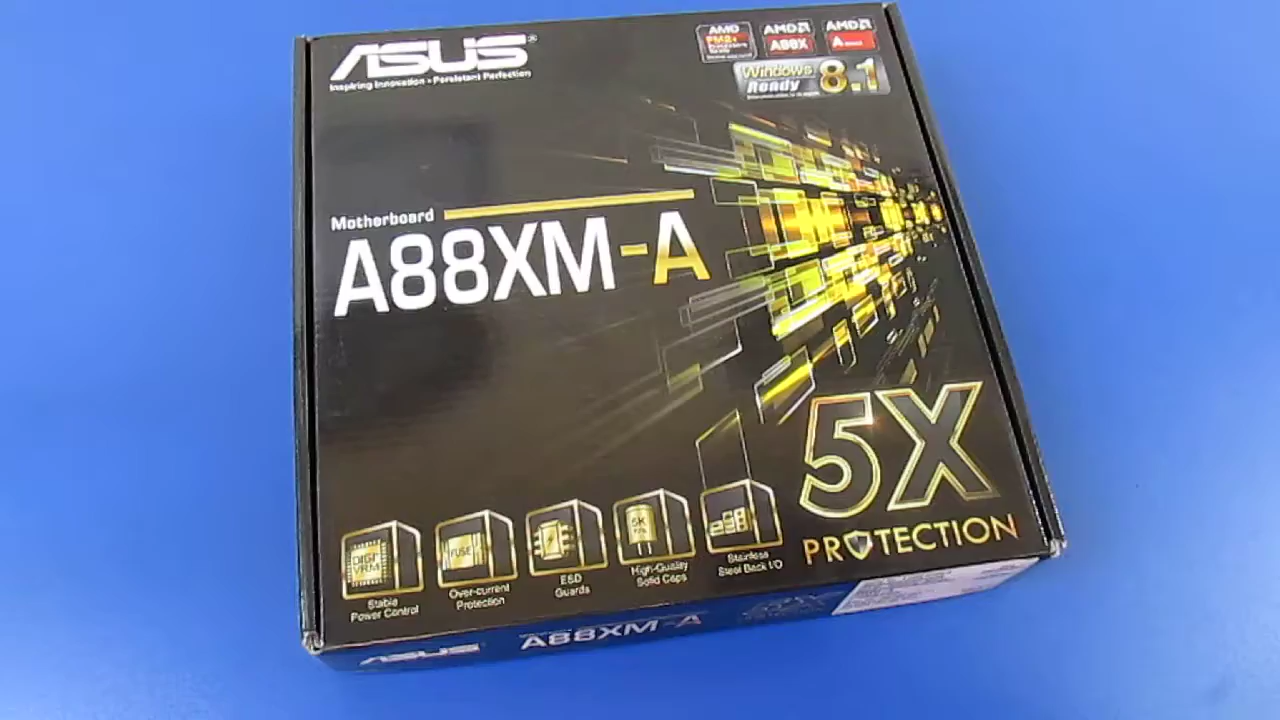 ASUS
Inspiring Innovation • Persistent Perfection
AMD
FM2+
AMD
A88X
AMD
A
Windows 8.1
Ready
Motherboard
A88XM-A
5X
PROTECTION
DIGI+
VRM
Stable
Power Control
FUSE
Over-current
Protection
ESD
Guards
5K
High-Quality
Solid Caps
Stainless
Steel Back I/O
ASUS
A88XM-A
5X